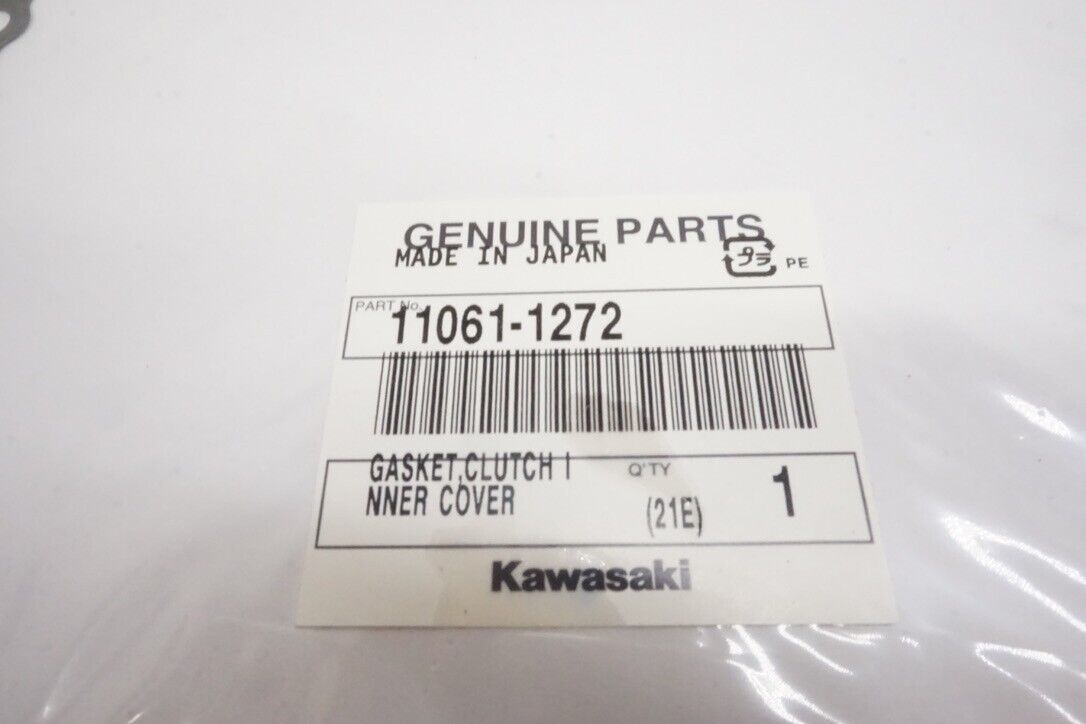 GENUINE PARTS
MADE IN JAPAN
プラ PE
PART No.
11061-1272
GASKET,CLUTCH I
NNER COVER
Q'TY
(21E)
1
Kawasaki